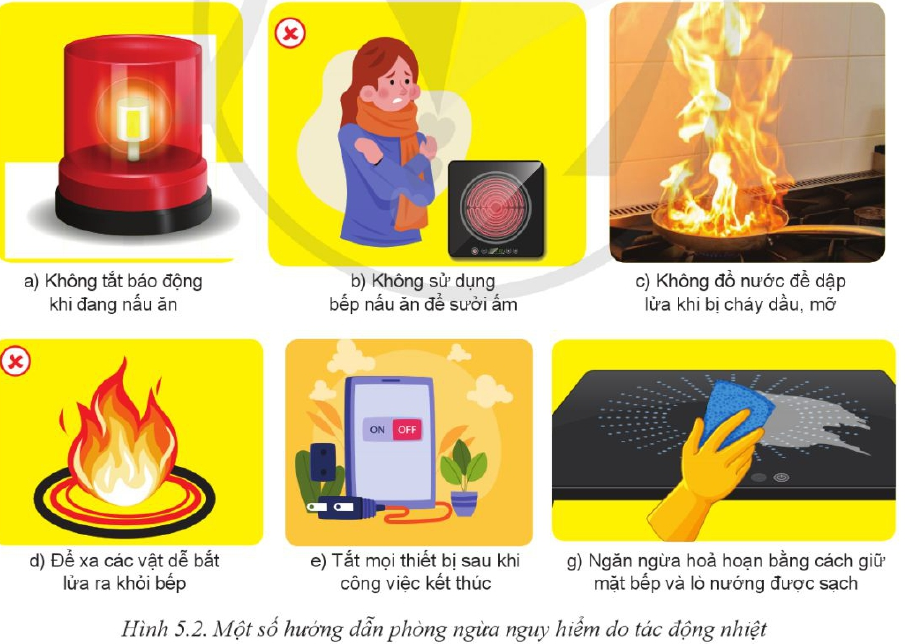 a) Không tắt báo động
khi đang nấu ăn
b) Không sử dụng
bếp nấu ăn để sưởi ấm
c) Không đổ nước để dập
lửa khi bị cháy dầu, mỡ
ON OFF
d) Để xa các vật dễ bắt
lửa ra khỏi bếp
e) Tắt mọi thiết bị sau khi
công việc kết thúc
g) Ngăn ngừa hoả hoạn bằng cách giữ
mặt bếp và lò nướng được sạch
Hình 5.2. Một số hướng dẫn phòng ngừa nguy hiểm do tác động nhiệt